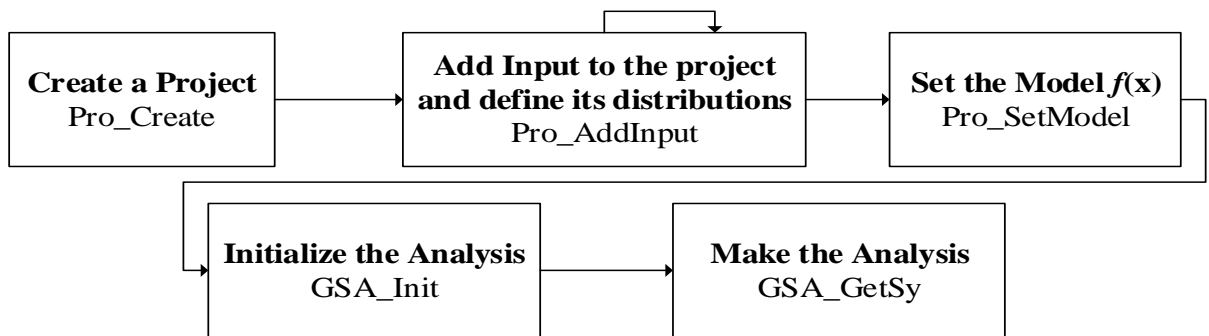 Create a Project
Pro_Create
Add Input to the project
and define its distributions
Pro_AddInput
Set the Model f(x)
Pro_SetModel
Initialize the Analysis
GSA_Init
Make the Analysis
GSA_GetSy